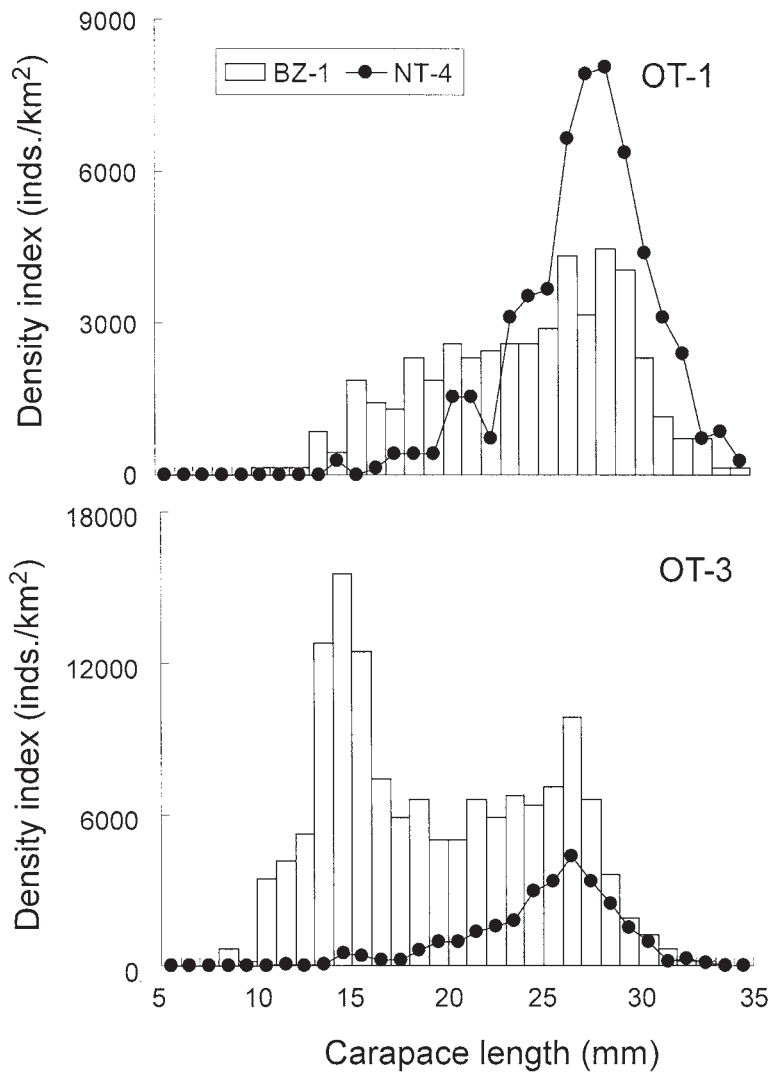 9000
BZ-1 NT-4
OT-1
6000
3000
0
Density index (inds./km²)
18000
OT-3
12000
6000
0
Density index (inds./km²)
5 10 15 20 25 30 35
Carapace length (mm)